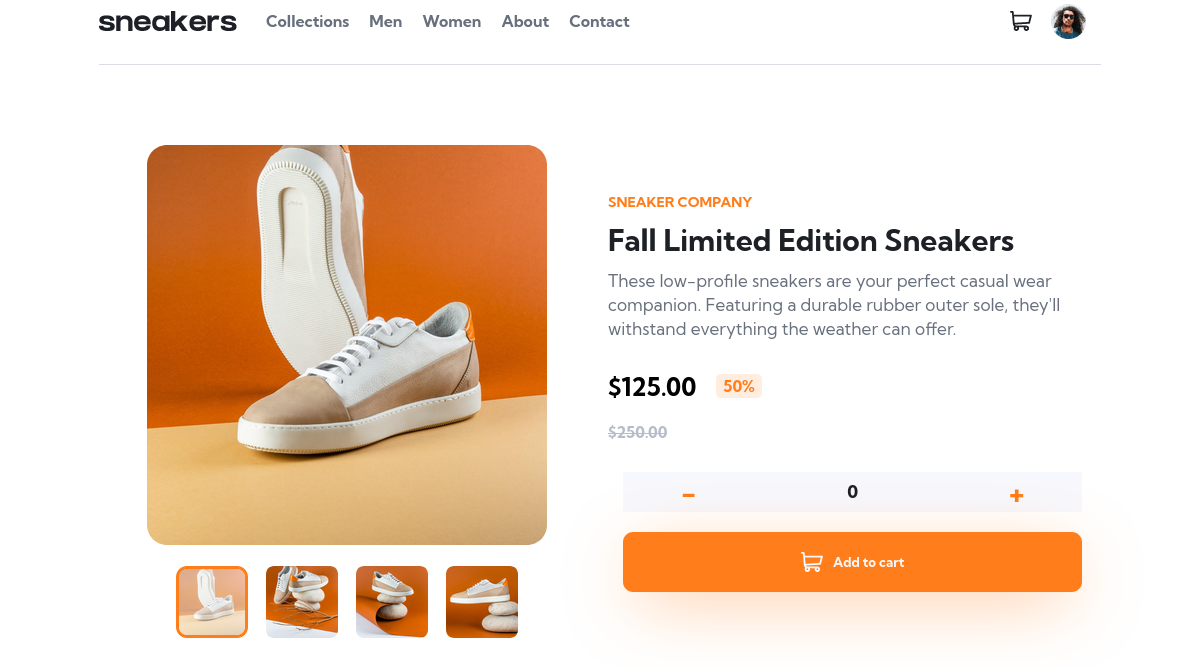 sneakers
Collections Men Women About Contact
SNEAKER COMPANY
Fall Limited Edition Sneakers
These low-profile sneakers are your perfect casual wear
companion. Featuring a durable rubber outer sole, they'll
withstand everything the weather can offer.
$125.00 50%
$250.00
- 0 +
Add to cart